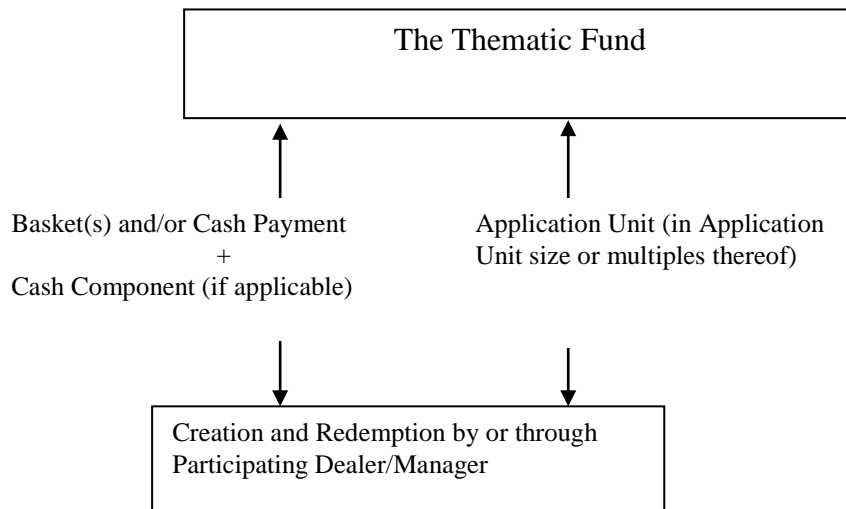 The Thematic Fund
Basket(s) and/or Cash Payment
+
Cash Component (if applicable)
Application Unit (in Application
Unit size or multiples thereof)
Creation and Redemption by or through
Participating Dealer/Manager